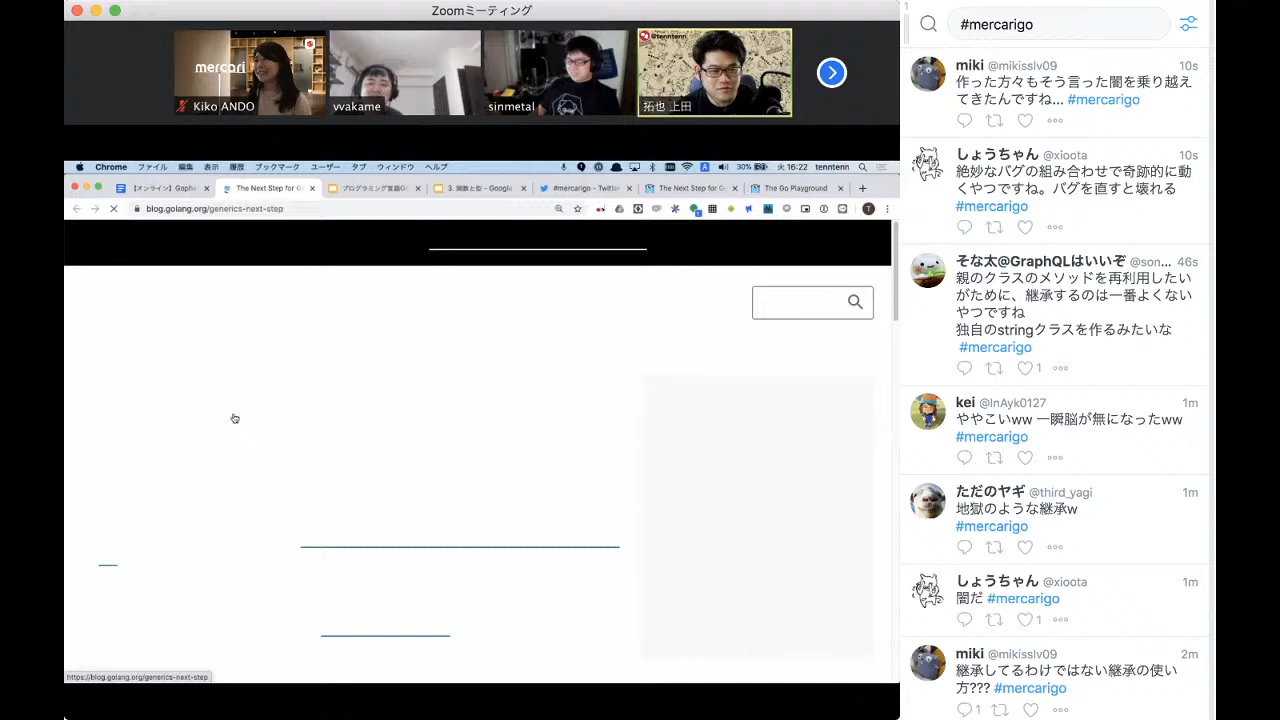 Zoomミーティング
mercari
Kiko ANDO
vvakame
sinmetal
@tenntenn
拓也 上田
Chrome ファイル 編集 表示 履歴 ブックマーク ユーザー タブ ウィンドウ ヘルプ
30% 火 16:22 tenntenn
【オンライン】Goph
The Next Step for G
プログラミング言語G
3. 関数と型 - Google
#mercarigo - Twitter
The Next Step for G
The Go Playground
blog.golang.org/generics-next-step
https://blog.golang.org/generics-next-step
#mercarigo
miki @mikisslv09 10s
作った方々もそう言った闇を乗り越え
てきたんですね... #mercarigo
しょうちゃん @xioota 10s
絶妙なバグの組み合わせで奇跡的に動
くやつですね。バグを直すと壊れる
#mercarigo
そな太@GraphQLはいいぞ @son... 46s
親のクラスのメソッドを再利用したい
がために、継承するのは一番よくない
やつですね
独自のstringクラスを作るみたいな
#mercarigo
1
kei @InAyk0127 1m
ややこいww 一瞬脳が無になったww
#mercarigo
ただのヤギ @third_yagi 1m
地獄のような継承w
#mercarigo
しょうちゃん @xioota 1m
闇だ #mercarigo
1
miki @mikisslv09 2m
継承してるわけではない継承の使い
方??? #mercarigo
1